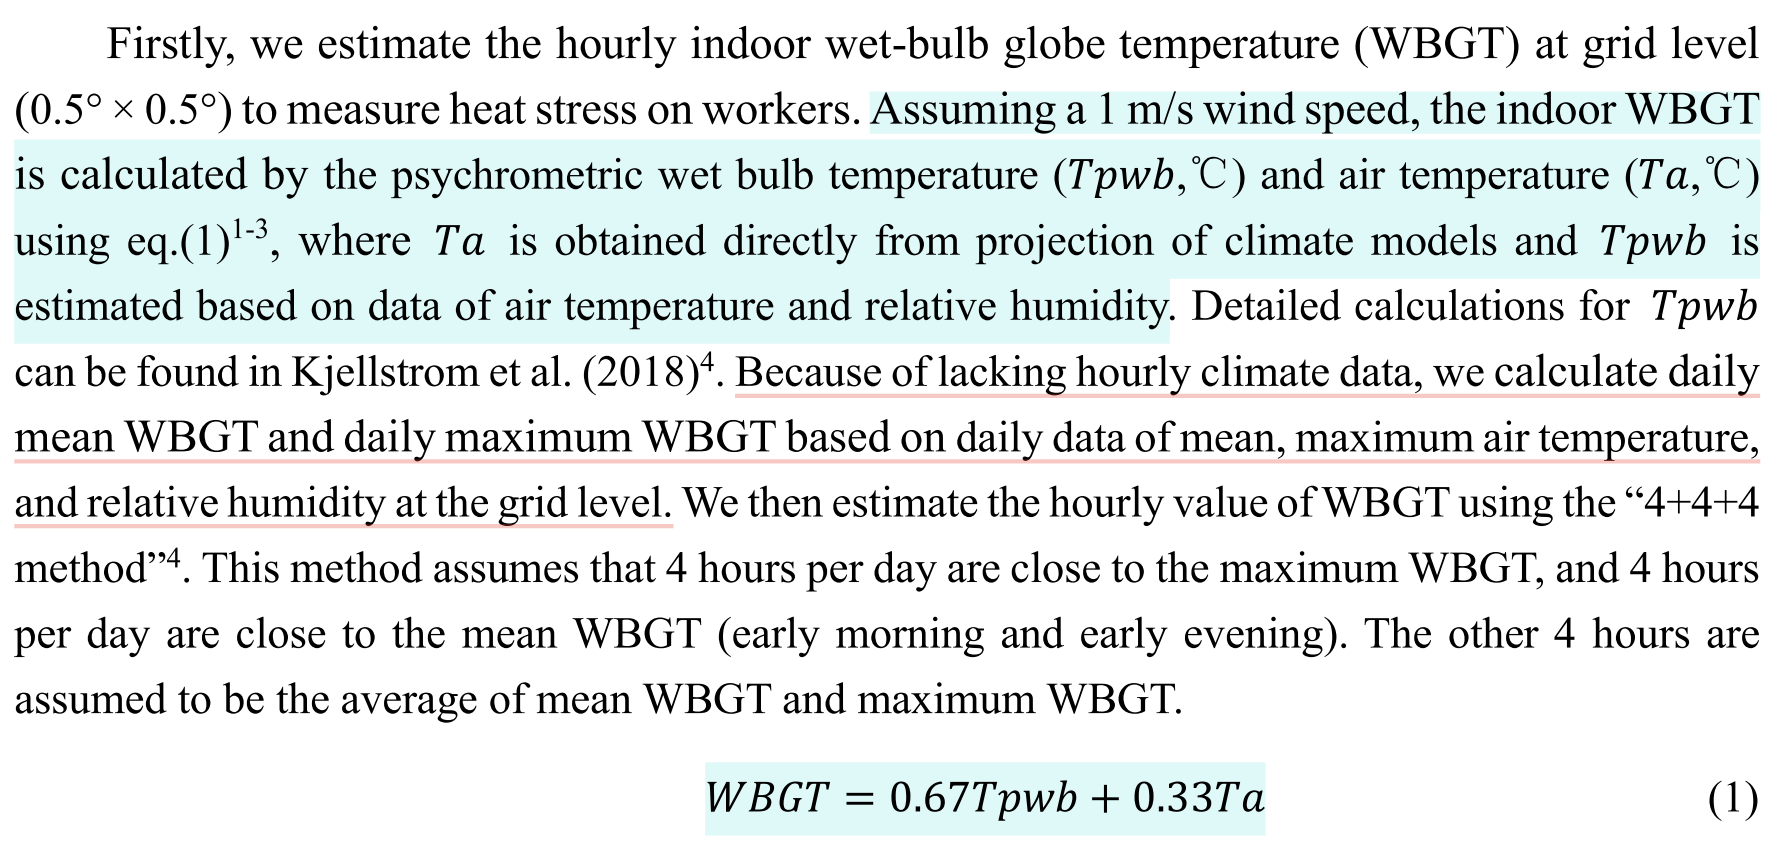 Firstly, we estimate the hourly indoor wet-bulb globe temperature (WBGT) at grid level
(0.5° × 0.5°) to measure heat stress on workers. Assuming a 1 m/s wind speed, the indoor WBGT
is calculated by the psychrometric wet bulb temperature (Tpwb,℃) and air temperature (Ta,℃)
using eq.(1)¹⁻³, where Ta is obtained directly from projection of climate models and Tpwb is
estimated based on data of air temperature and relative humidity. Detailed calculations for Tpwb
can be found in Kjellstrom et al. (2018)⁴. Because of lacking hourly climate data, we calculate daily
mean WBGT and daily maximum WBGT based on daily data of mean, maximum air temperature,
and relative humidity at the grid level. We then estimate the hourly value of WBGT using the “4+4+4
method”⁴. This method assumes that 4 hours per day are close to the maximum WBGT, and 4 hours
per day are close to the mean WBGT (early morning and early evening). The other 4 hours are
assumed to be the average of mean WBGT and maximum WBGT.
WBGT = 0.67Tpwb + 0.33Ta (1)